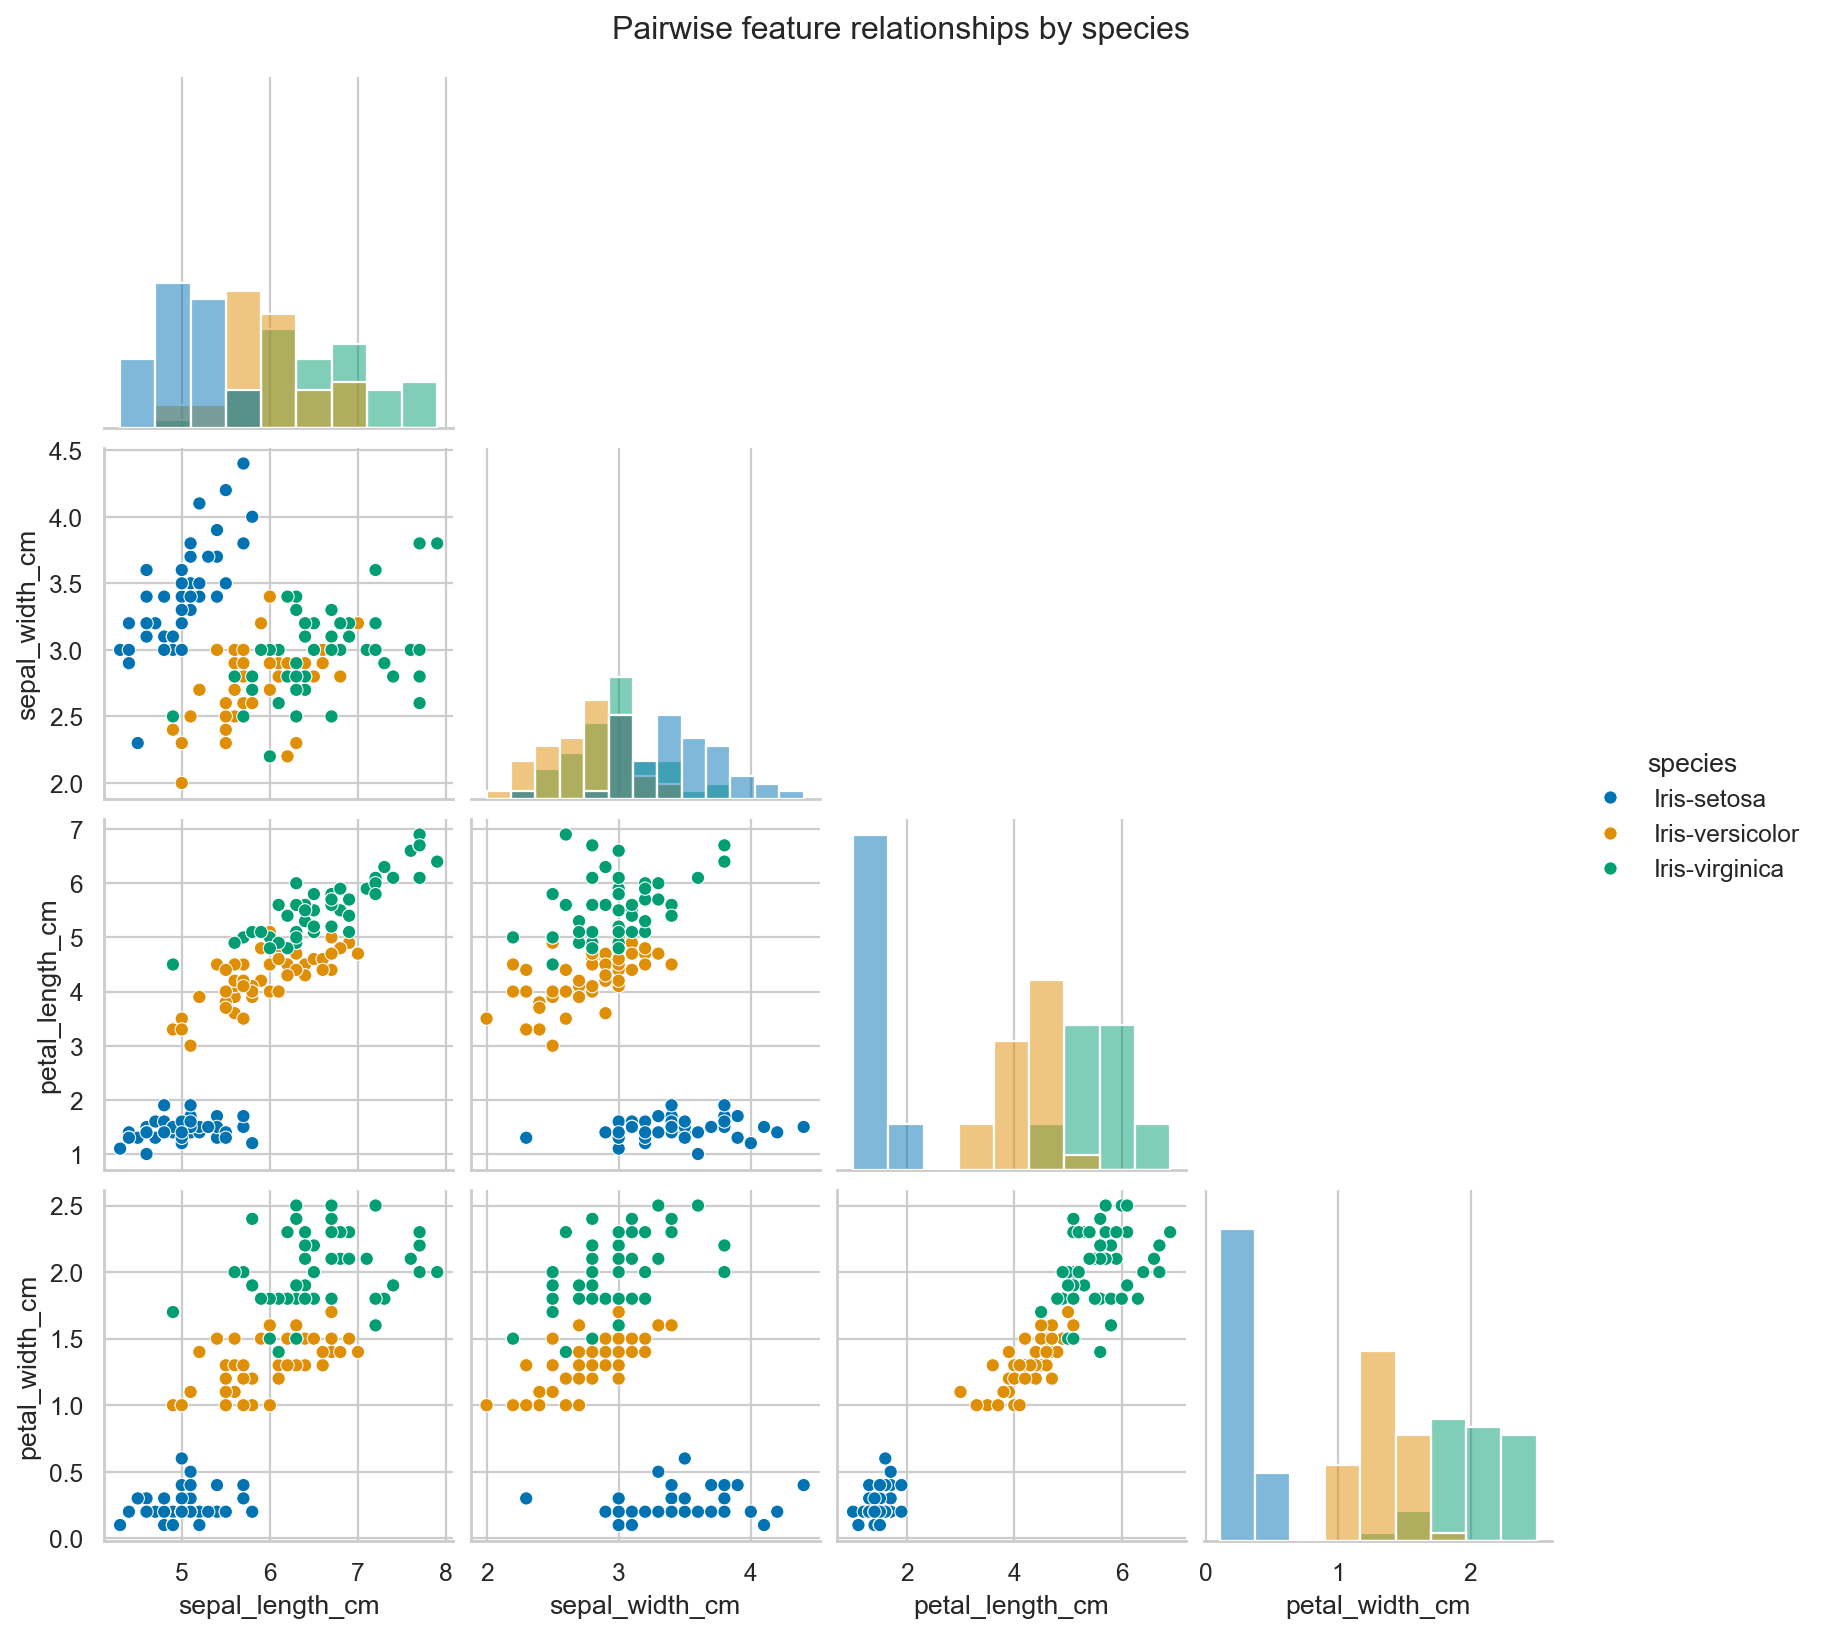 Pairwise feature relationships by species
4.5
4.0
3.5
3.0
2.5
2.0
sepal_width_cm
species
Iris-setosa
Iris-versicolor
Iris-virginica
7
6
5
4
3
2
1
petal_length_cm
2.5
2.0
1.5
1.0
0.5
0.0
petal_width_cm
5 6 7 8
2 3 4
2 4 6
0 1 2
sepal_length_cm
sepal_width_cm
petal_length_cm
petal_width_cm